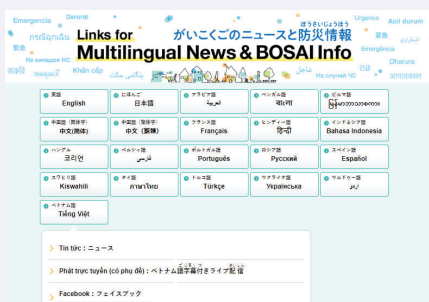 Emergencia
Darurat
Urgence
Acil durum
กรณีฉุกเฉิน
Links for
がいこくごのニュースと防災情報
ぼうさいじょうほう
緊急
Multilingual News & BOSAI Info
緊急
Emergência
На випадок НС
Khẩn cấp
عاجل
На случай ЧС
Dharura
英語
English
にほんご
日本語
アラビア語
العربية
ベンガル語
বাংলা
ビルマ語
中国語（簡体字）
中文(简体)
中国語（繁体字）
中文（繁體）
フランス語
Français
ヒンディー語
हिन्दी
インドネシア語
Bahasa Indonesia
ハングル
코리언
ペルシャ語
فارسی
ポルトガル語
Português
ロシア語
Русский
スペイン語
Español
スワヒリ語
Kiswahili
タイ語
ภาษาไทย
トルコ語
Türkçe
ウクライナ語
Українська
ウルドゥー語
اردو
ベトナム語
Tiếng Việt
Tin tức：ニュース
Phát trực tuyến (có phụ đề)：ベトナム語字幕付きライブ配信
Facebook：フェイスブック